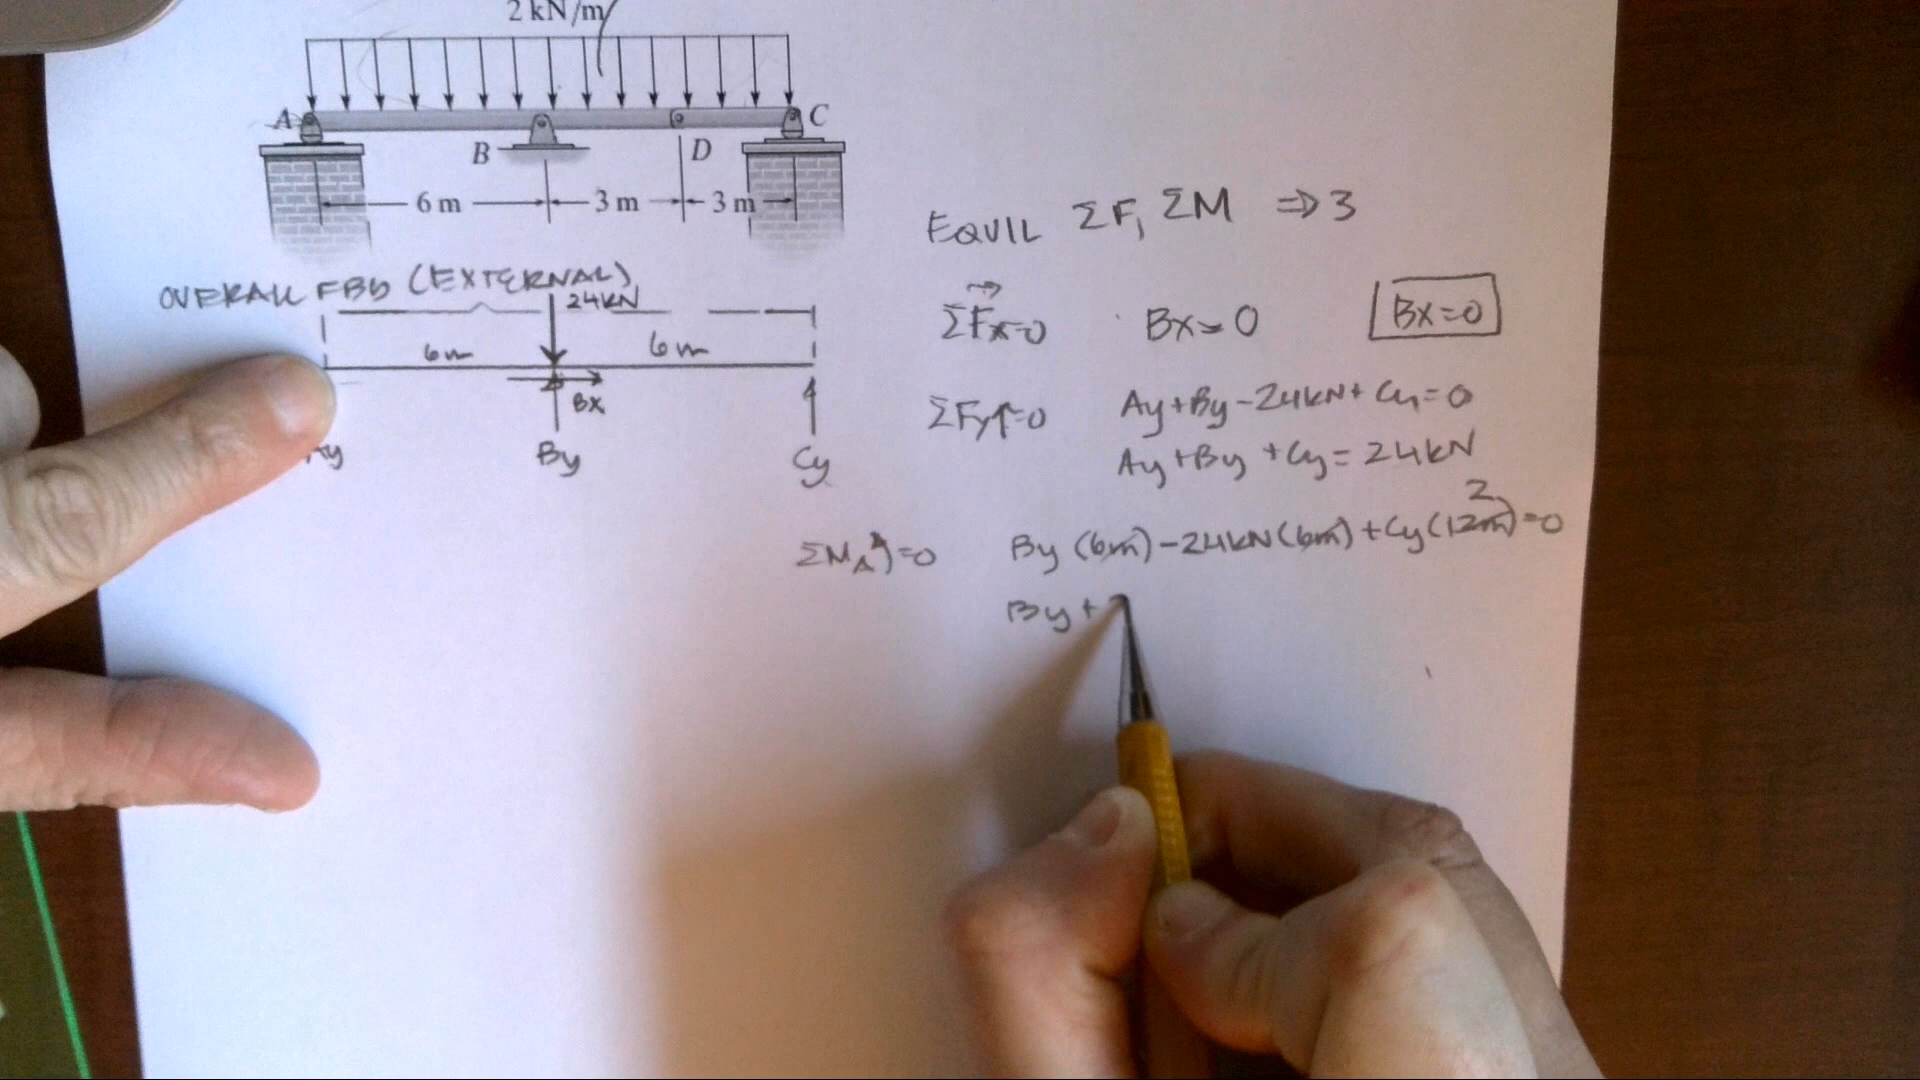 2 kN/m
A
C
B
D
6 m
3 m
3 m
EQUIL ΣF, ΣM ⇒ 3
OVERALL FBD (EXTERNAL)
24KN
6m
6m
Bx
Ay
By
Cy
ΣFx=0 Bx=0 Bx=0
ΣFy↑=0 Ay+By-24kN+Cy=0
Ay+By+Cy=24kN
ΣMA=0 By(6m)-24kN(6m)+Cy(12m)=0
2
By+